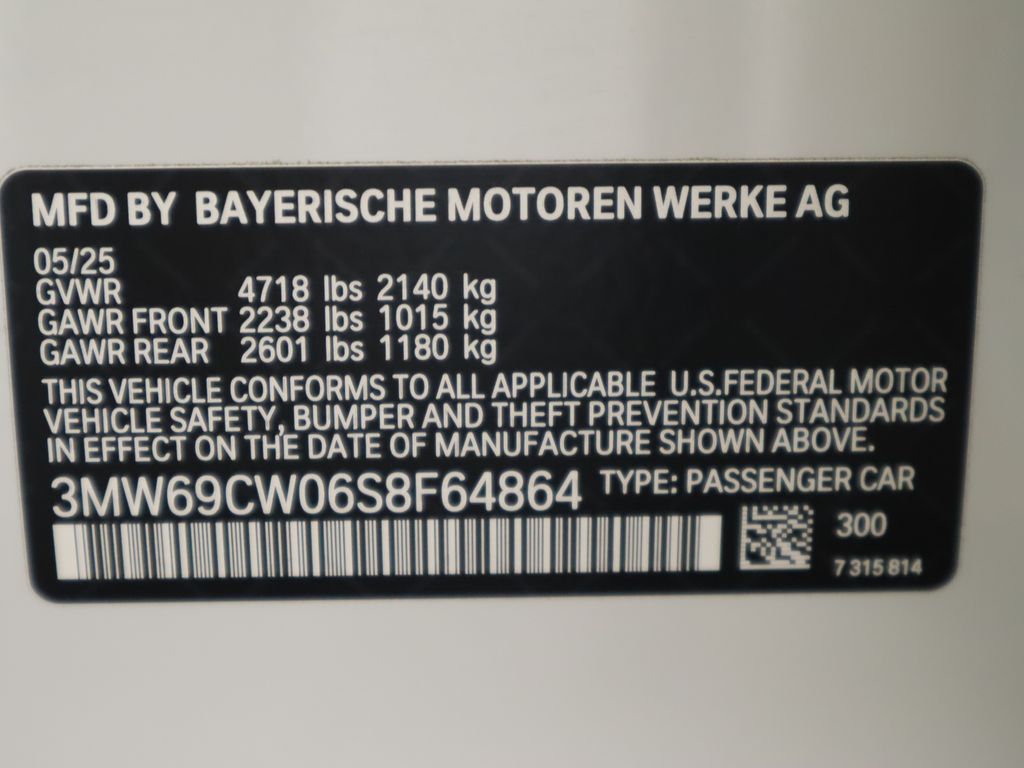 MFD BY BAYERISCHE MOTOREN WERKE AG
05/25
GVWR 4718 lbs 2140 kg
GAWR FRONT 2238 lbs 1015 kg
GAWR REAR 2601 lbs 1180 kg
THIS VEHICLE CONFORMS TO ALL APPLICABLE U.S.FEDERAL MOTOR
VEHICLE SAFETY, BUMPER AND THEFT PREVENTION STANDARDS
IN EFFECT ON THE DATE OF MANUFACTURE SHOWN ABOVE.
3MW69CW06S8F64864 TYPE: PASSENGER CAR
300
7 315 814